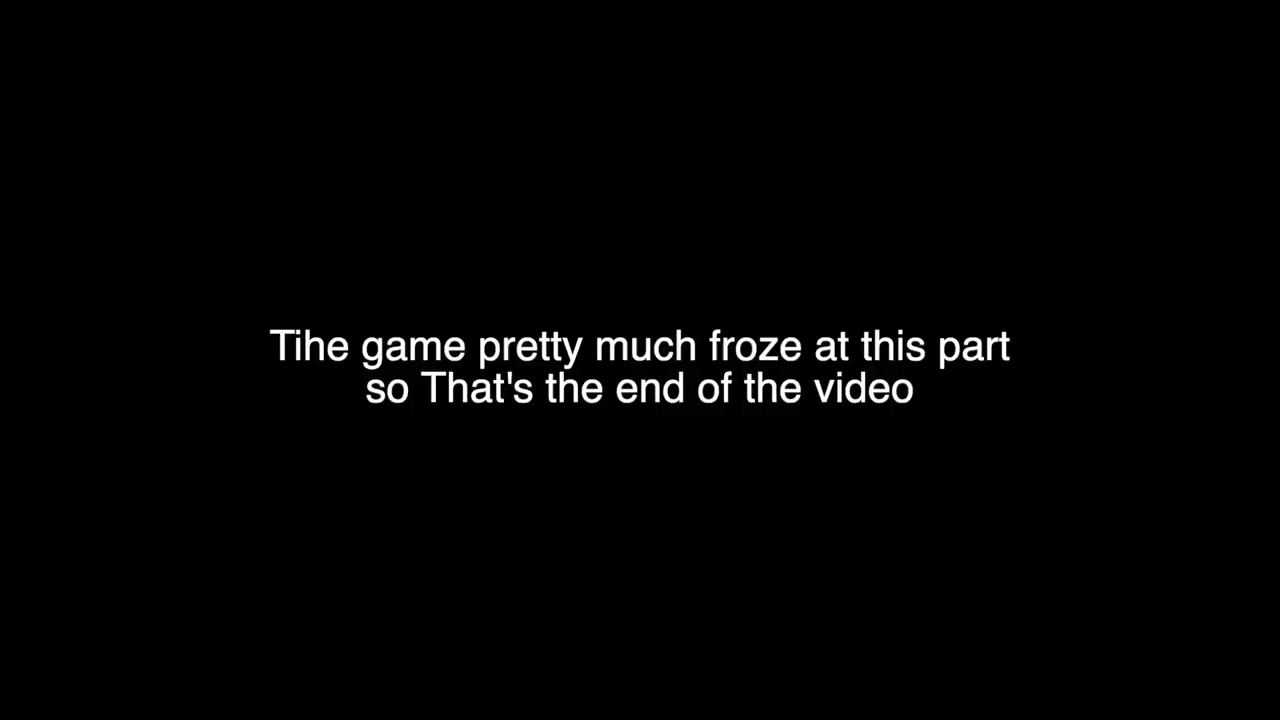 Tihe game pretty much froze at this part
so That's the end of the video